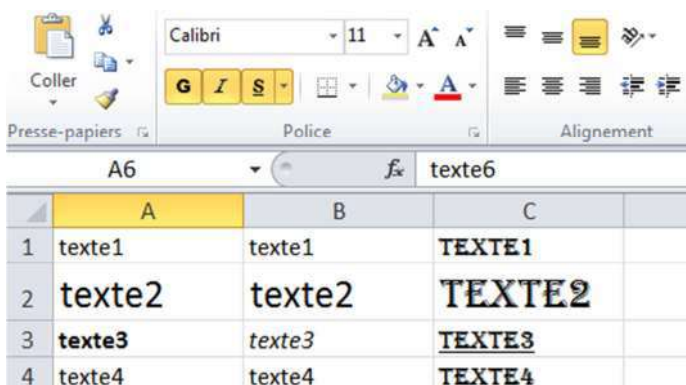 Calibri 11 A A
Coller
G I S A
Presse-papiers Police Alignement
A6 fx texte6
A B C
1 texte1 texte1 TEXTE1
2 texte2 texte2 TEXTE2
3 texte3 texte3 TEXTE3
4 texte4 texte4 TEXTE4